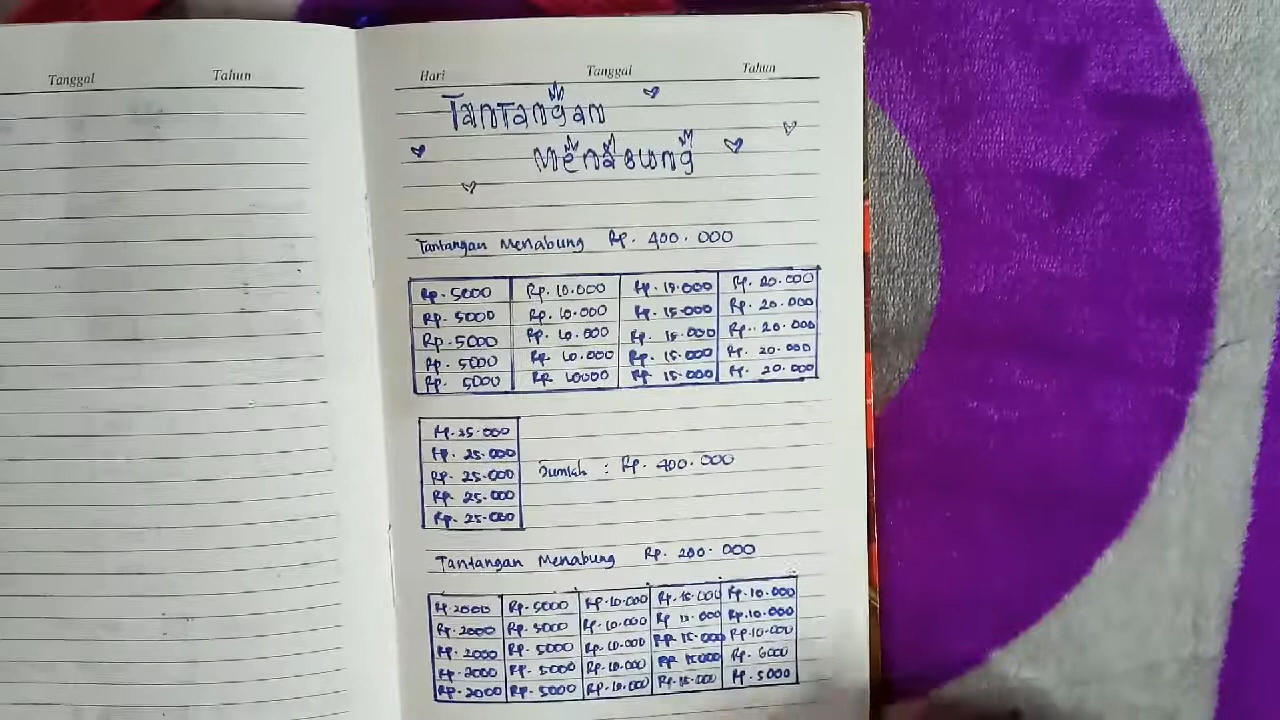 Tanggal Tahun
Hari Tanggal Tahun
Tantangan
Menabung
Tantangan Menabung Rp. 400.000
Rp. 5000 Rp. 10.000 Rp. 15.000 Rp. 20.000
Rp. 5000 Rp. 10.000 Rp. 15.000 Rp. 20.000
Rp. 5000 Rp. 10.000 Rp. 15.000 Rp. 20.000
Rp. 5000 Rp. 10.000 Rp. 15.000 Rp. 20.000
Rp. 5000 Rp 10000 Rp 15.000 Rp. 20.000
Rp. 25.000
Rp. 25.000
Rp. 25.000
Rp. 25.000
Rp. 25.000
Jumlah : Rp. 400.000
Tantangan Menabung Rp. 200.000
Rp. 2000 Rp. 5000 Rp. 10.000 Rp. 15.000 Rp. 10.000
Rp. 2000 Rp. 5000 Rp. 10.000 Rp 15.000 Rp. 10.000
Rp. 2000 Rp. 5000 Rp. 10.000 Rp 15.000 Rp. 10.000
Rp. 2000 Rp. 5000 Rp. 10.000 Rp 15000 Rp. 5000
Rp. 2000 Rp. 5000 Rp. 10.000 Rp. 15.000 Rp. 5000